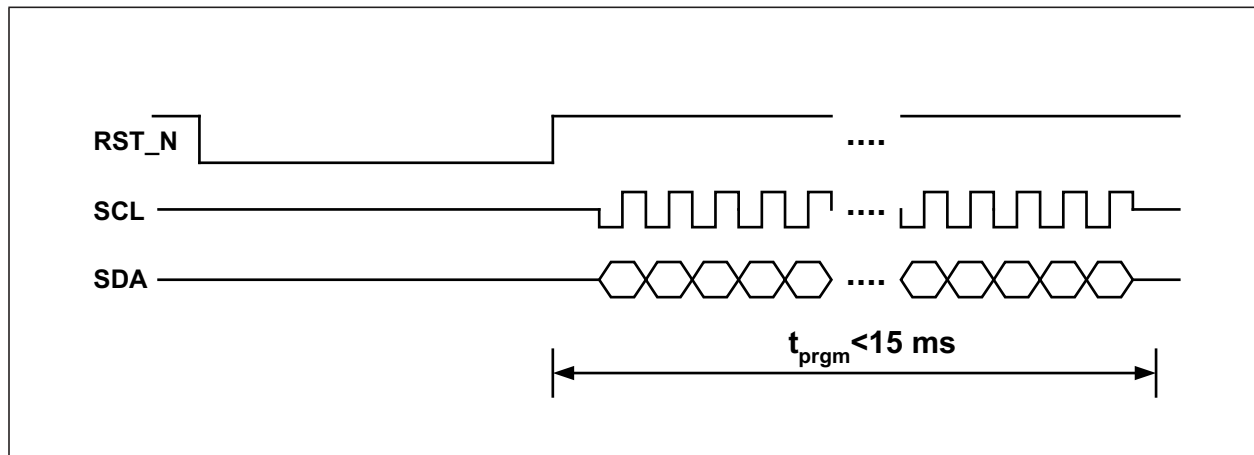 RST_N
....
SCL
....
SDA
....
tprgm<15 ms